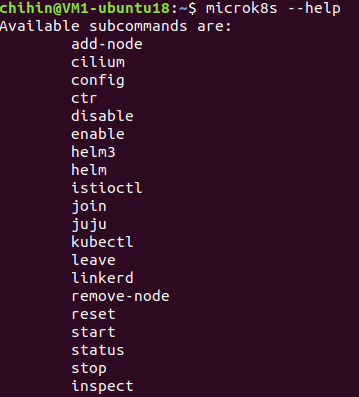 chihin@VM1-ubuntu18:~$ microk8s --help
Available subcommands are:
add-node
cilium
config
ctr
disable
enable
helm3
helm
istioctl
join
juju
kubectl
leave
linkerd
remove-node
reset
start
status
stop
inspect